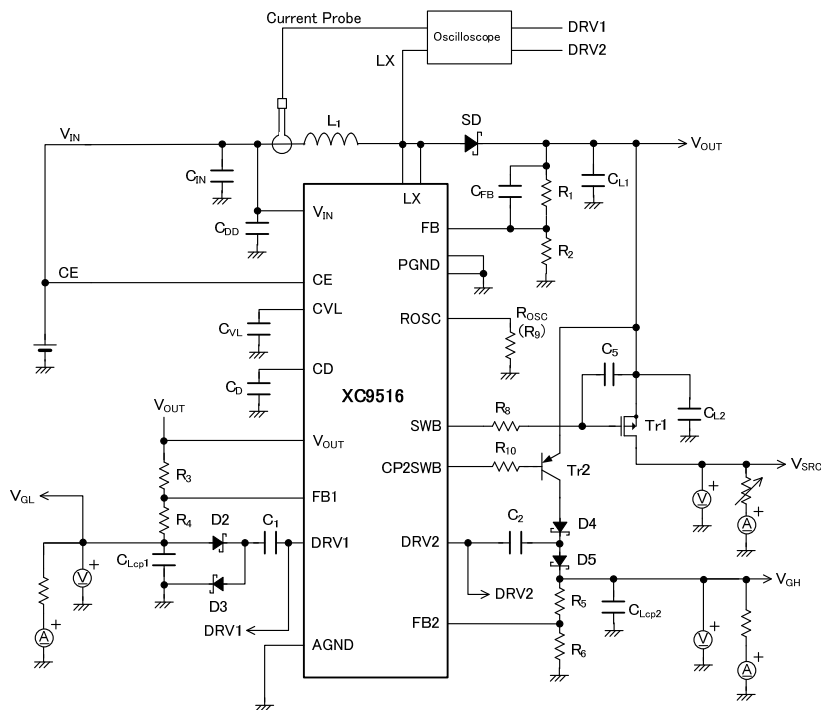 Current Probe
Oscilloscope
DRV1
DRV2
LX
L1
SD
VIN
VOUT
CIN
CDD
CFB
R1
CL1
LX
VIN
FB
R2
PGND
CE
CE
CVL
CVL
ROSC
ROSC
(R9)
CD
CD
C5
XC9516
VOUT
SWB
R8
Tr1
CL2
VOUT
R10
CP2SWB
Tr2
VSRC
R3
V
+
+
A
VGL
FB1
R4
D2
C1
C2
D4
DRV1
DRV2
CLcp1
D5
V
+
D3
DRV2
VGH
R5
CLcp2
+
A
DRV1
FB2
V
+
+
A
R6
AGND